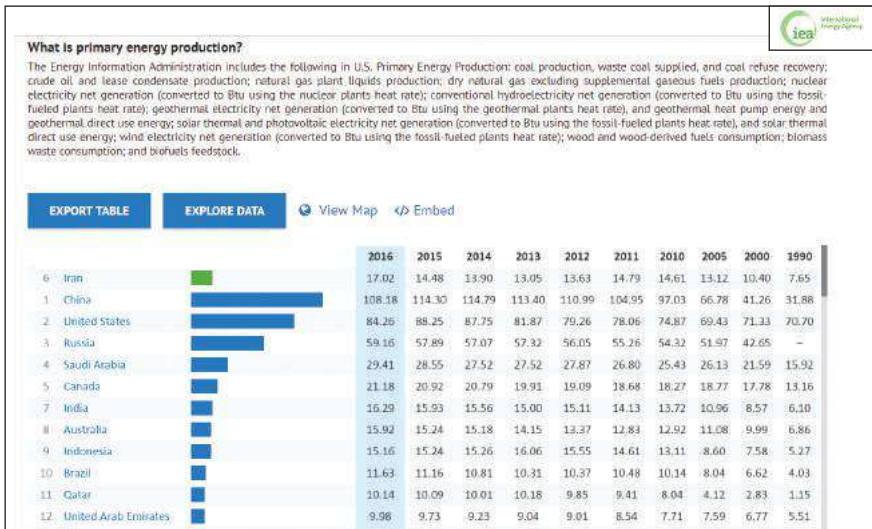 iea
International
Energy Agency
What is primary energy production?
The Energy Information Administration includes the following in U.S. Primary Energy Production: coal production, waste coal supplied, and coal refuse recovery;
crude oil and lease condensate production; natural gas plant liquids production; dry natural gas excluding supplemental gaseous fuels production; nuclear
electricity net generation (converted to Btu using the nuclear plants heat rate); conventional hydroelectricity net generation (converted to Btu using the fossil-
fueled plants heat rate); geothermal electricity net generation (converted to Btu using the geothermal plants heat rate), and geothermal heat pump energy and
geothermal direct use energy; solar thermal and photovoltaic electricity net generation (converted to Btu using the fossil-fueled plants heat rate), and solar thermal
direct use energy; wind electricity net generation (converted to Btu using the fossil-fueled plants heat rate); wood and wood-derived fuels consumption; biomass
waste consumption; and biofuels feedstock.
EXPORT TABLE EXPLORE DATA View Map </> Embed
2016 2015 2014 2013 2012 2011 2010 2005 2000 1990
6 Iran 17.02 14.48 13.90 13.05 13.63 14.79 14.61 13.12 10.40 7.65
1 China 108.18 114.30 114.79 113.40 110.99 104.95 97.03 66.78 41.26 31.88
2 United States 84.26 88.25 87.75 81.87 79.26 78.06 74.87 69.43 71.33 70.70
3 Russia 59.16 57.89 57.07 57.32 56.05 55.26 54.32 51.97 42.65 –
4 Saudi Arabia 29.41 28.55 27.52 27.52 27.87 26.80 25.43 26.13 21.59 15.92
5 Canada 21.18 20.92 20.79 19.91 19.09 18.68 18.27 18.77 17.78 13.16
7 India 16.29 15.93 15.56 15.00 15.11 14.13 13.72 10.96 8.57 6.10
8 Australia 15.92 15.24 15.18 14.15 13.37 12.83 12.92 11.08 9.99 6.86
9 Indonesia 15.16 15.24 15.26 16.06 15.55 14.61 13.11 8.60 7.58 5.27
10 Brazil 11.63 11.16 10.81 10.31 10.37 10.48 10.14 8.04 6.62 4.03
11 Qatar 10.14 10.09 10.01 10.18 9.85 9.41 8.04 4.12 2.83 1.15
12 United Arab Emirates 9.98 9.73 9.23 9.04 9.01 8.54 7.71 7.59 6.77 5.51